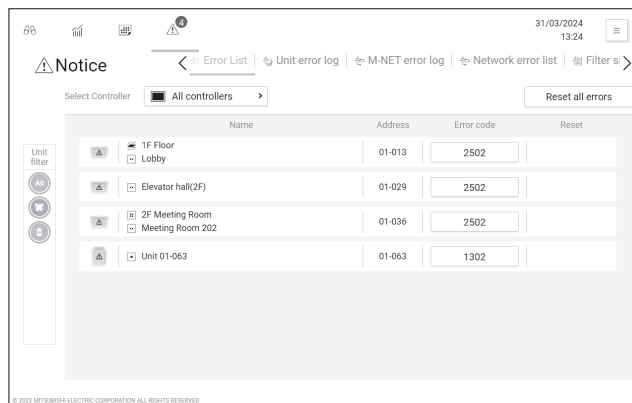 4
31/03/2024
13:24
Notice
Error List
Unit error log
M-NET error log
Network error list
Filter
Select Controller
All controllers
Reset all errors
Name Address Error code Reset
Unit
filter
AB
1F Floor
Lobby
01-013
2502
Elevator hall(2F)
01-029
2502
2F Meeting Room
Meeting Room 202
01-036
2502
Unit 01-063
01-063
1302
© 2023 MITSUBISHI ELECTRIC CORPORATION ALL RIGHTS RESERVED